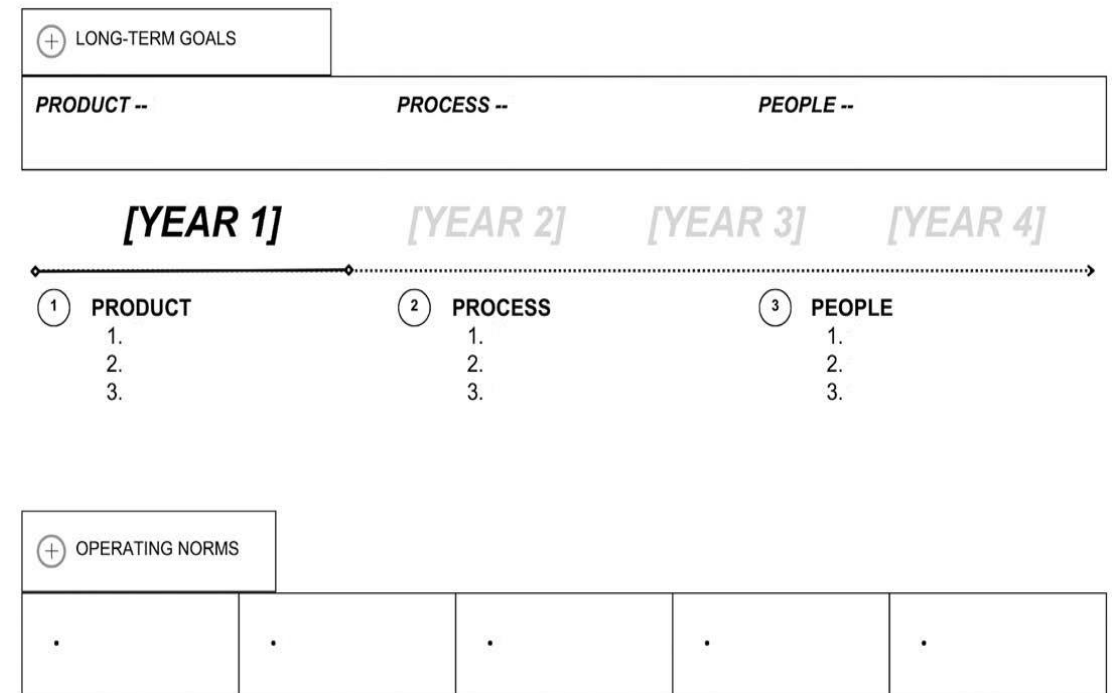 LONG-TERM GOALS
PRODUCT -- PROCESS -- PEOPLE --
[YEAR 1] [YEAR 2] [YEAR 3] [YEAR 4]
1 PRODUCT 2 PROCESS 3 PEOPLE
1. 1. 1.
2. 2. 2.
3. 3. 3.
OPERATING NORMS